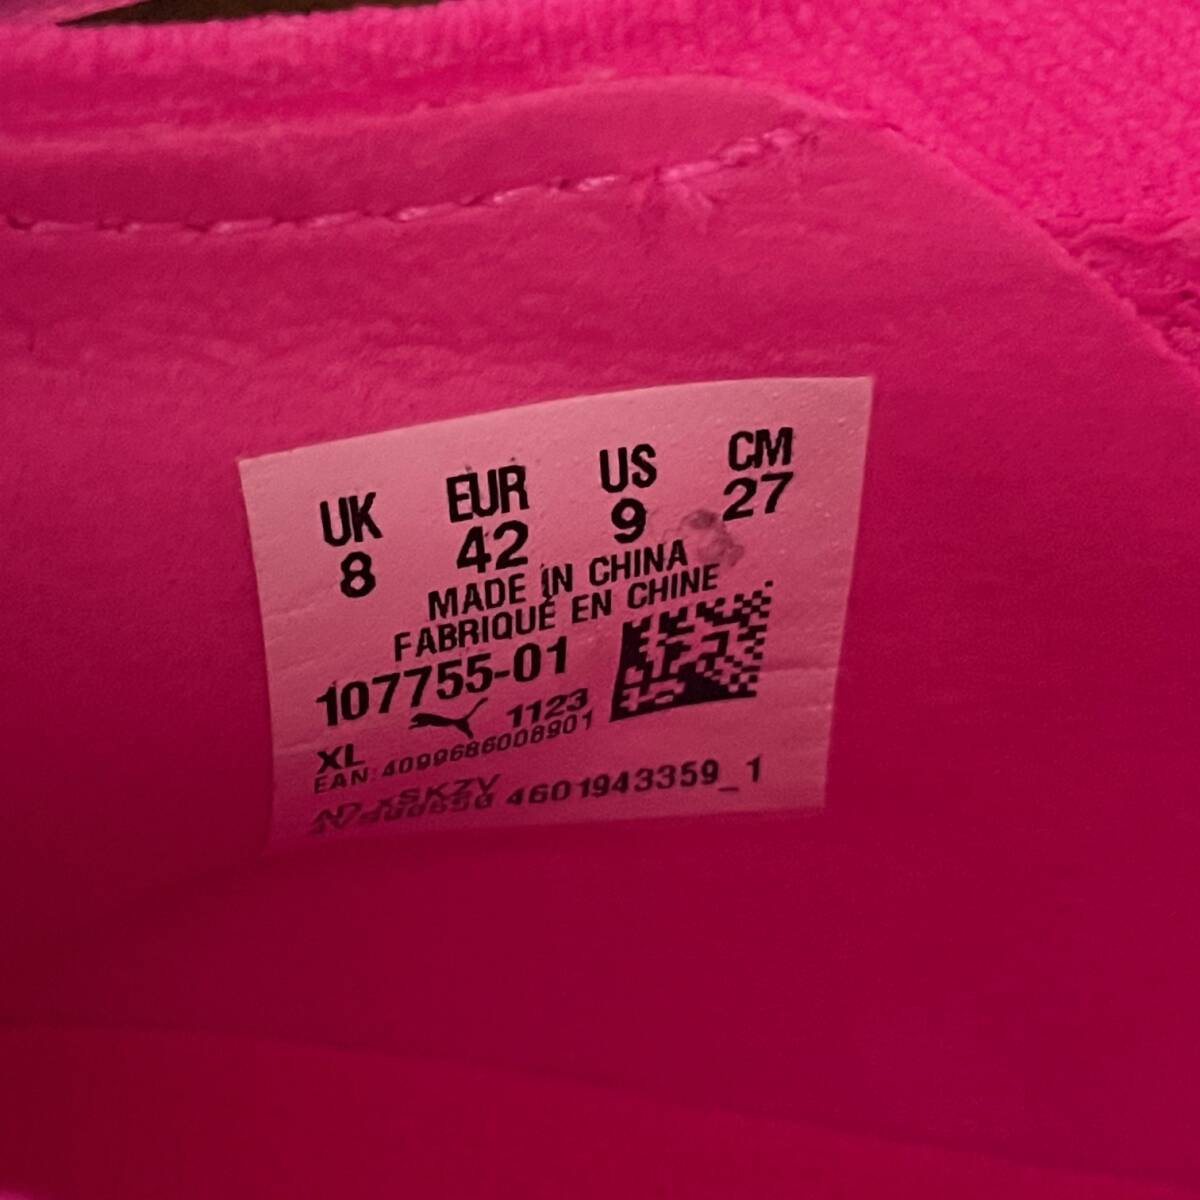 UK EUR US CM
8 42 9 27
MADE IN CHINA
FABRIQUÉ EN CHINE
107755-01
XL 1123
EAN:4099686008901
4601943359_1